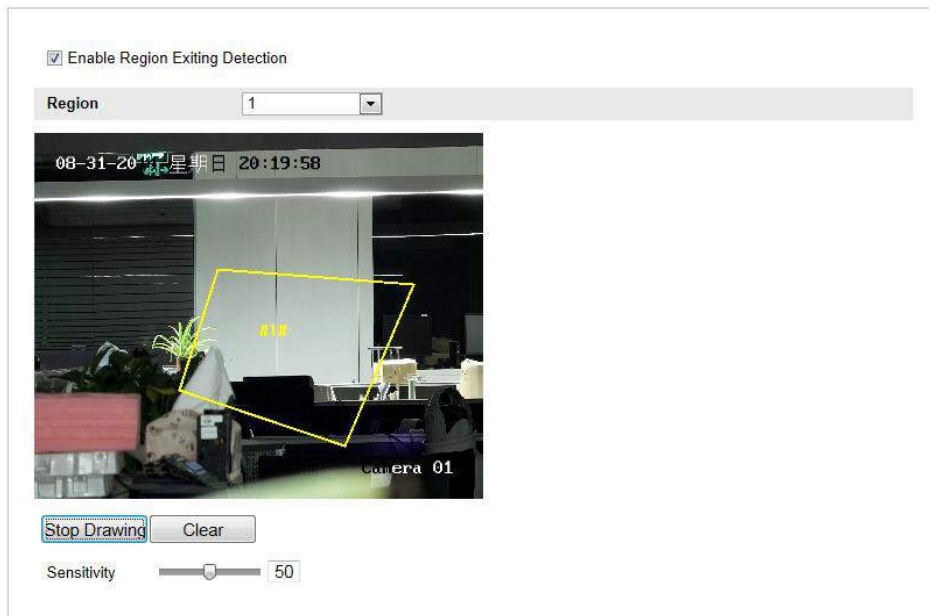 Enable Region Exiting Detection
Region 1
08-31-20 星期日 20:19:58
#1#
Camera 01
Stop Drawing Clear
Sensitivity 50